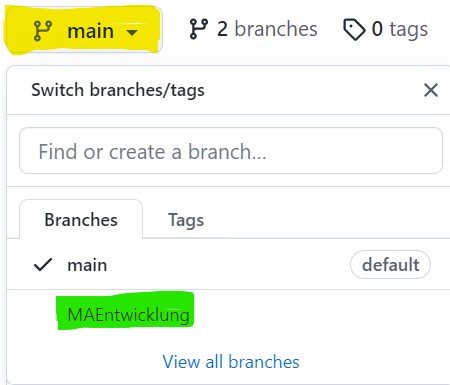 main 2 branches 0 tags
Switch branches/tags
Find or create a branch...
Branches Tags
main default
MAEntwicklung
View all branches